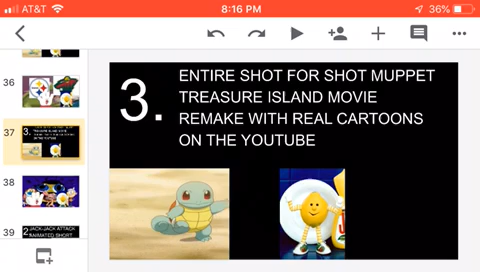 AT&T 8:16 PM 36%
36
37
38
39
3. ENTIRE SHOT FOR SHOT MUPPET
TREASURE ISLAND MOVIE
REMAKE WITH REAL CARTOONS
ON THE YOUTUBE
2. JACK-JACK ATTACK